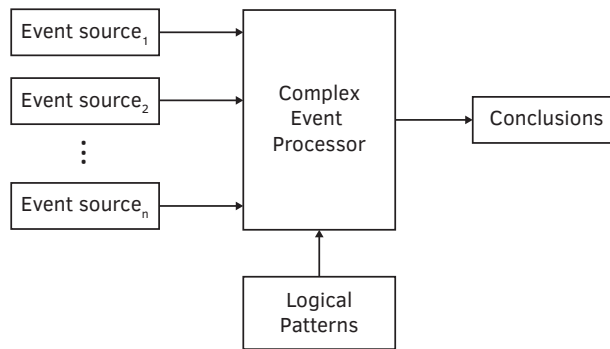 Event source1
Event source2
⋮
Event sourcen
Complex
Event
Processor
Conclusions
Logical
Patterns